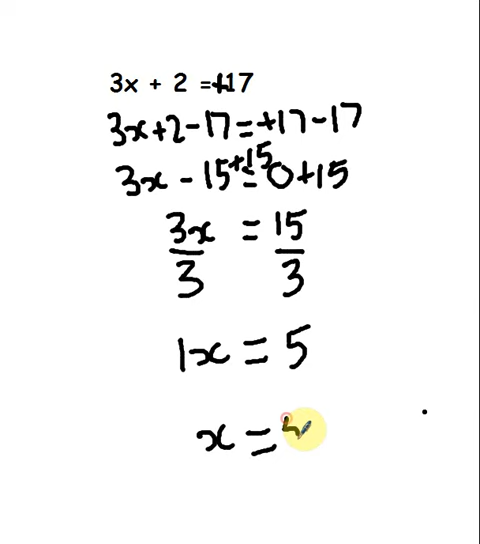 3x + 2 = +17
3x+2-17=+17-17
3x - 15+15 = 0+15
3x/3 = 15/3
1x = 5
x =